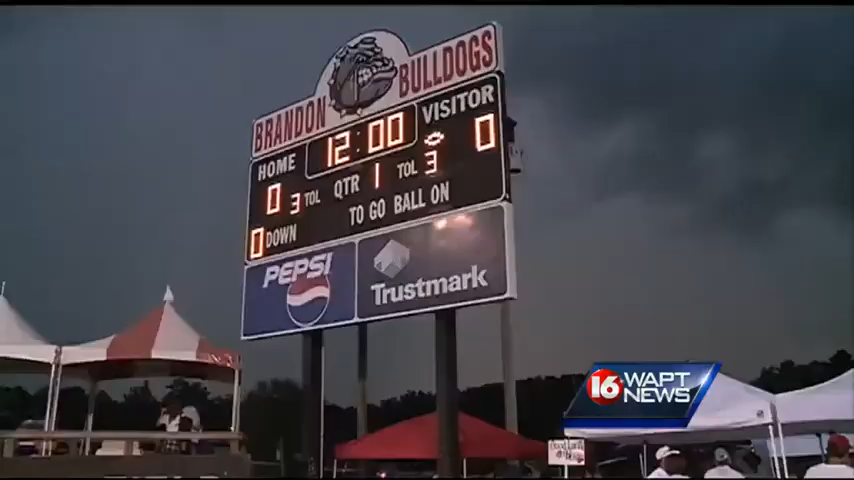 BRANDON BULLDOGS
HOME 12:00 VISITOR
0 3 TOL QTR 1 TOL 3 0
0 DOWN TO GO BALL ON
PEPSI
Trustmark
16 WAPT
NEWS